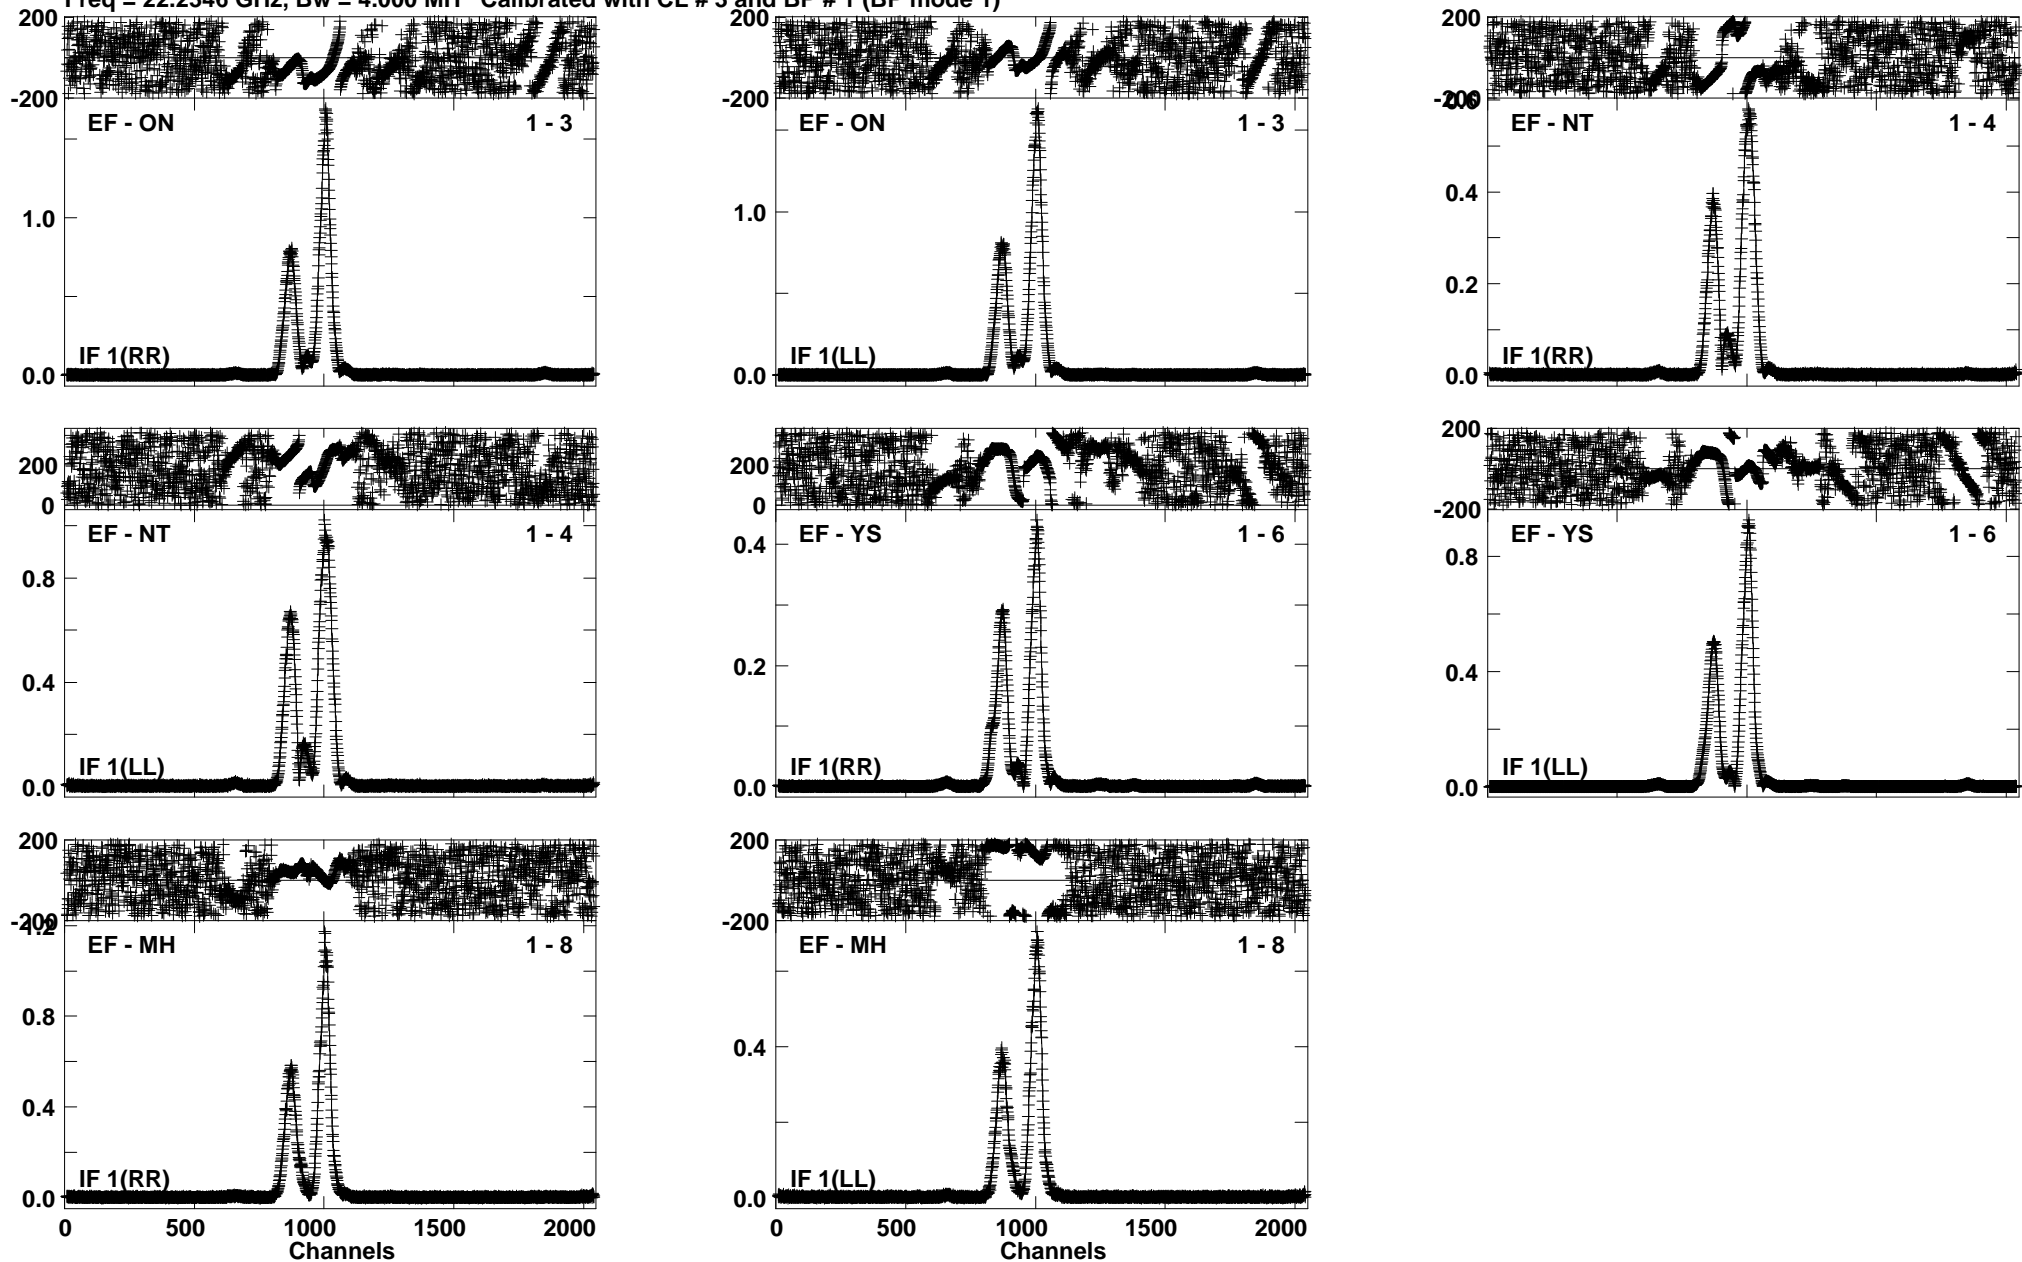 Freq = 22.2346 GHz, Bw = 4.000 MH Calibrated with CL # 3 and BP # 1 (BP mode 1)
200 200 200
-200 -200 -200 0.6
EF - ON 1 - 3 EF - ON 1 - 3 EF - NT 1 - 4
0.4
1.0 1.0
0.2
IF 1(RR) IF 1(LL) IF 1(RR)
0.0 0.0 0.0
200 200 200
0 0 -200
EF - NT 1 - 4 EF - YS 1 - 6 EF - YS 1 - 6
0.8 0.4 0.8
0.4 0.2 0.4
IF 1(LL) IF 1(RR) IF 1(LL)
0.0 0.0 0.0
200 200
-200 1.2 -200
EF - MH 1 - 8 EF - MH 1 - 8
0.8
0.4
0.4
IF 1(RR) IF 1(LL)
0.0 0.0
0 500 1000 1500 2000 0 500 1000 1500 2000
Channels Channels